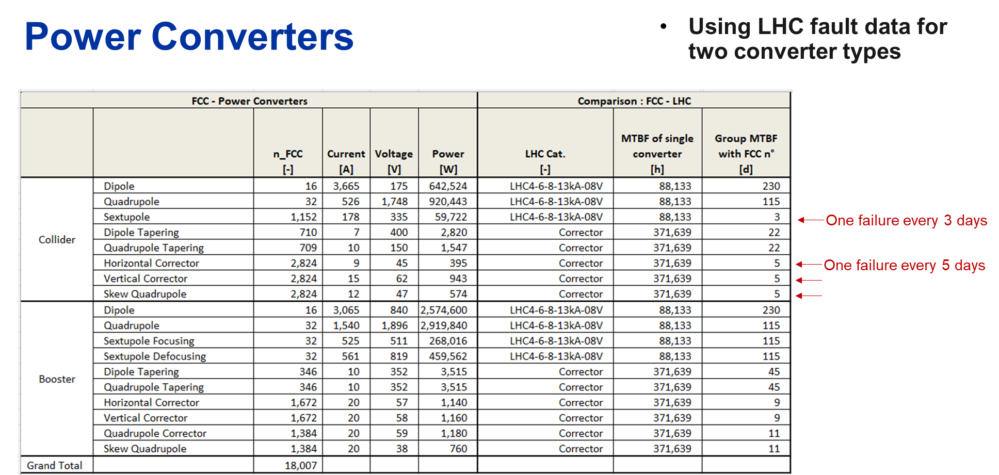 Power Converters
• Using LHC fault data for
two converter types
FCC - Power Converters Comparison : FCC - LHC
n_FCC [-] Current [A] Voltage [V] Power [W] LHC Cat. [-] MTBF of single converter [h] Group MTBF with FCC n° [d]
Collider
Dipole 16 3,665 175 642,524 LHC4-6-8-13kA-08V 88,133 230
Quadrupole 32 526 1,748 920,443 LHC4-6-8-13kA-08V 88,133 115
Sextupole 1,152 178 335 59,722 LHC4-6-8-13kA-08V 88,133 3 One failure every 3 days
Dipole Tapering 710 7 400 2,820 Corrector 371,639 22
Quadrupole Tapering 709 10 150 1,547 Corrector 371,639 22
Horizontal Corrector 2,824 9 45 395 Corrector 371,639 5 One failure every 5 days
Vertical Corrector 2,824 15 62 943 Corrector 371,639 5
Skew Quadrupole 2,824 12 47 574 Corrector 371,639 5
Booster
Dipole 16 3,065 840 2,574,600 LHC4-6-8-13kA-08V 88,133 230
Quadrupole 32 1,540 1,896 2,919,840 LHC4-6-8-13kA-08V 88,133 115
Sextupole Focusing 32 525 511 268,016 LHC4-6-8-13kA-08V 88,133 115
Sextupole Defocusing 32 561 819 459,562 LHC4-6-8-13kA-08V 88,133 115
Dipole Tapering 346 10 352 3,515 Corrector 371,639 45
Quadrupole Tapering 346 10 352 3,515 Corrector 371,639 45
Horizontal Corrector 1,672 20 57 1,140 Corrector 371,639 9
Vertical Corrector 1,672 20 58 1,160 Corrector 371,639 9
Quadrupole Corrector 1,384 20 59 1,180 Corrector 371,639 11
Skew Quadrupole 1,384 20 38 760 Corrector 371,639 11
Grand Total 18,007